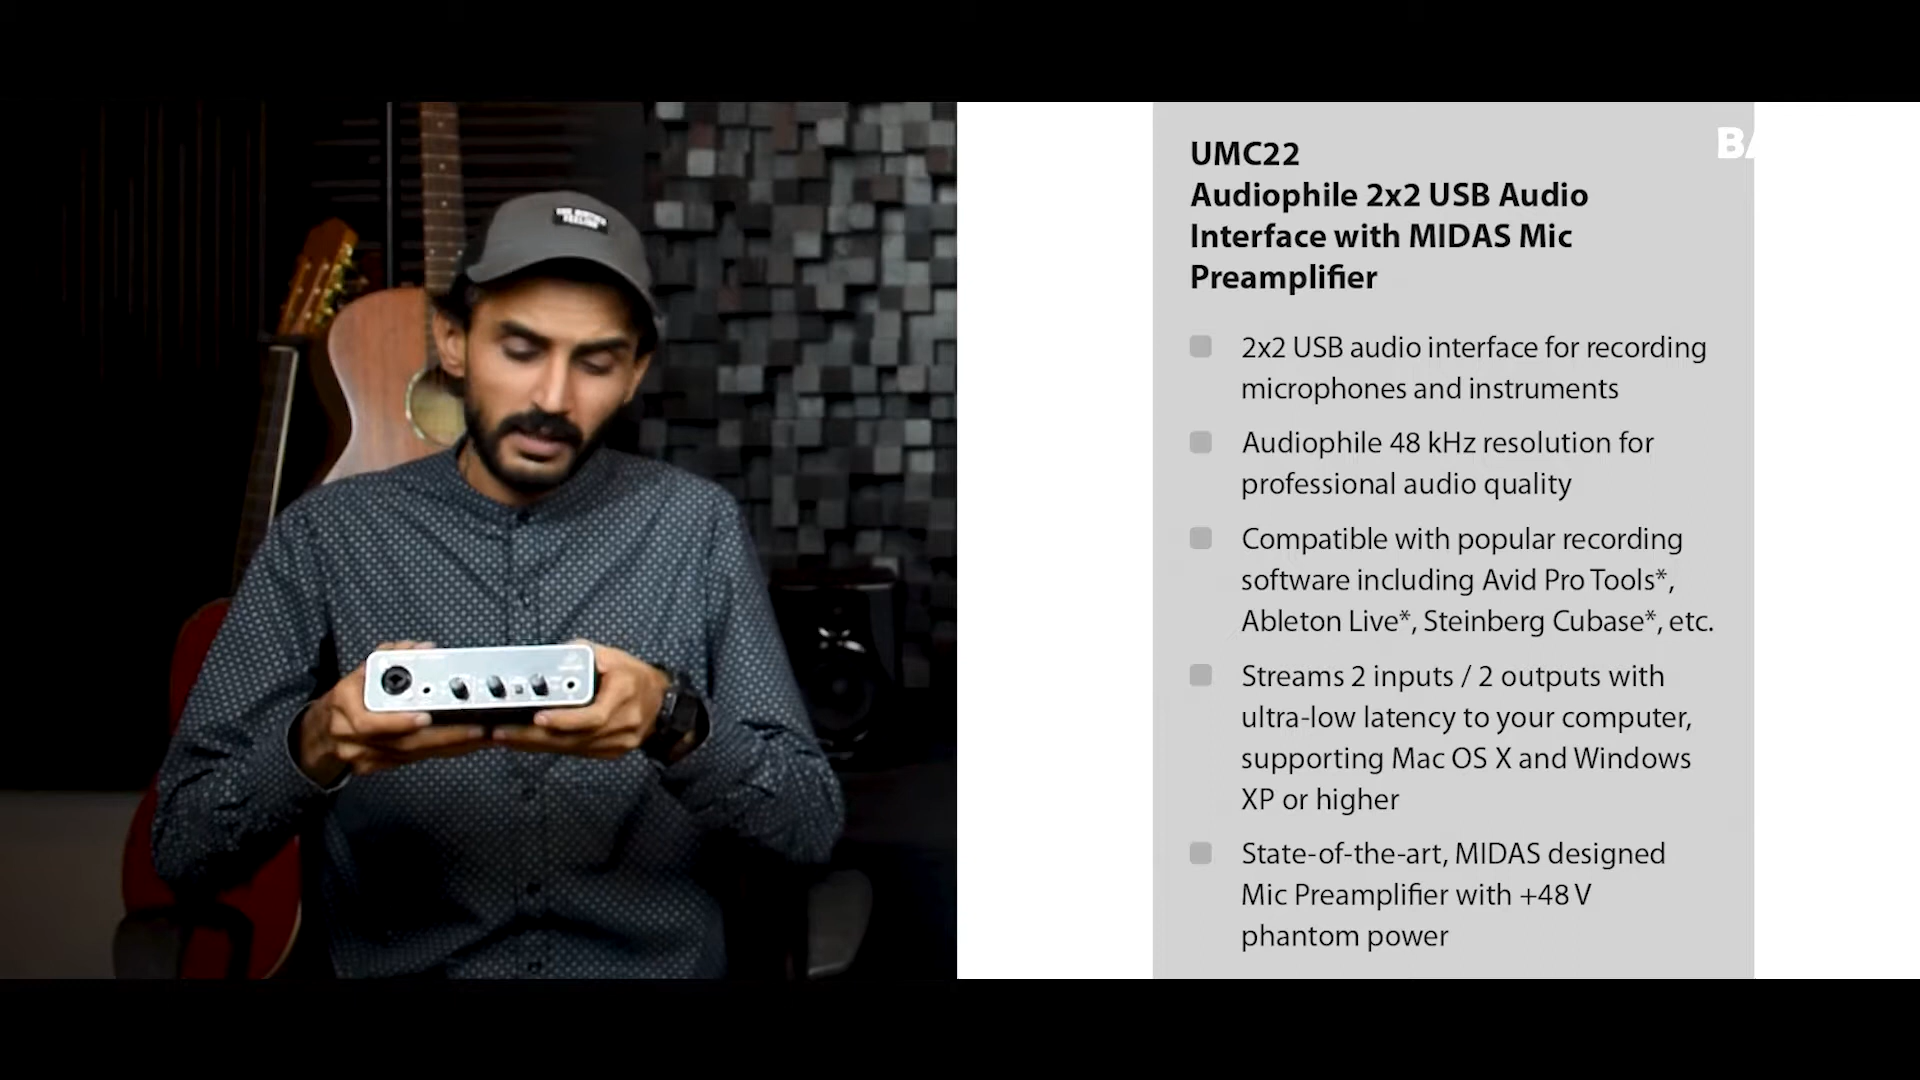 BA
UMC22
Audiophile 2x2 USB Audio
Interface with MIDAS Mic
Preamplifier
2x2 USB audio interface for recording
microphones and instruments
Audiophile 48 kHz resolution for
professional audio quality
Compatible with popular recording
software including Avid Pro Tools*,
Ableton Live*, Steinberg Cubase*, etc.
Streams 2 inputs / 2 outputs with
ultra-low latency to your computer,
supporting Mac OS X and Windows
XP or higher
State-of-the-art, MIDAS designed
Mic Preamplifier with +48 V
phantom power